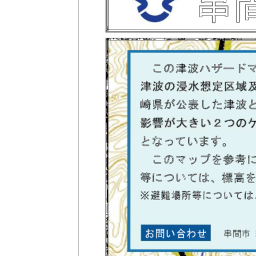 串間
この津波ハザードマ
津波の浸水想定区域及
崎県が公表した津波と
影響が大きい２つのケ
となっています。
このマップを参考に
等については、標高を
※避難場所等については、
お問い合わせ
串間市